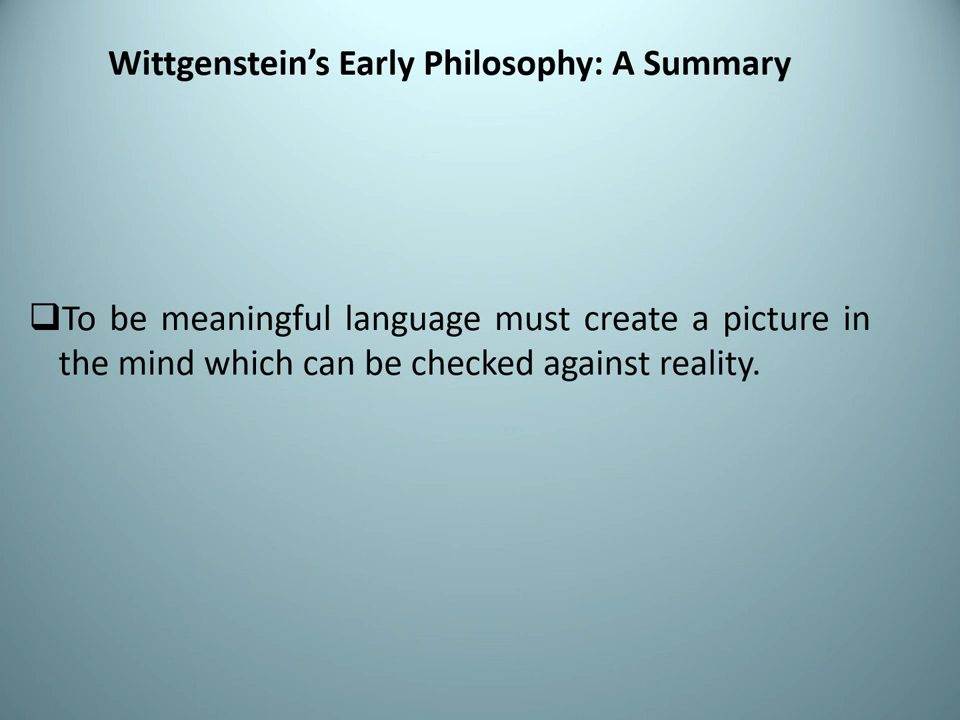 Wittgenstein’s Early Philosophy: A Summary
❑To be meaningful language must create a picture in
the mind which can be checked against reality.